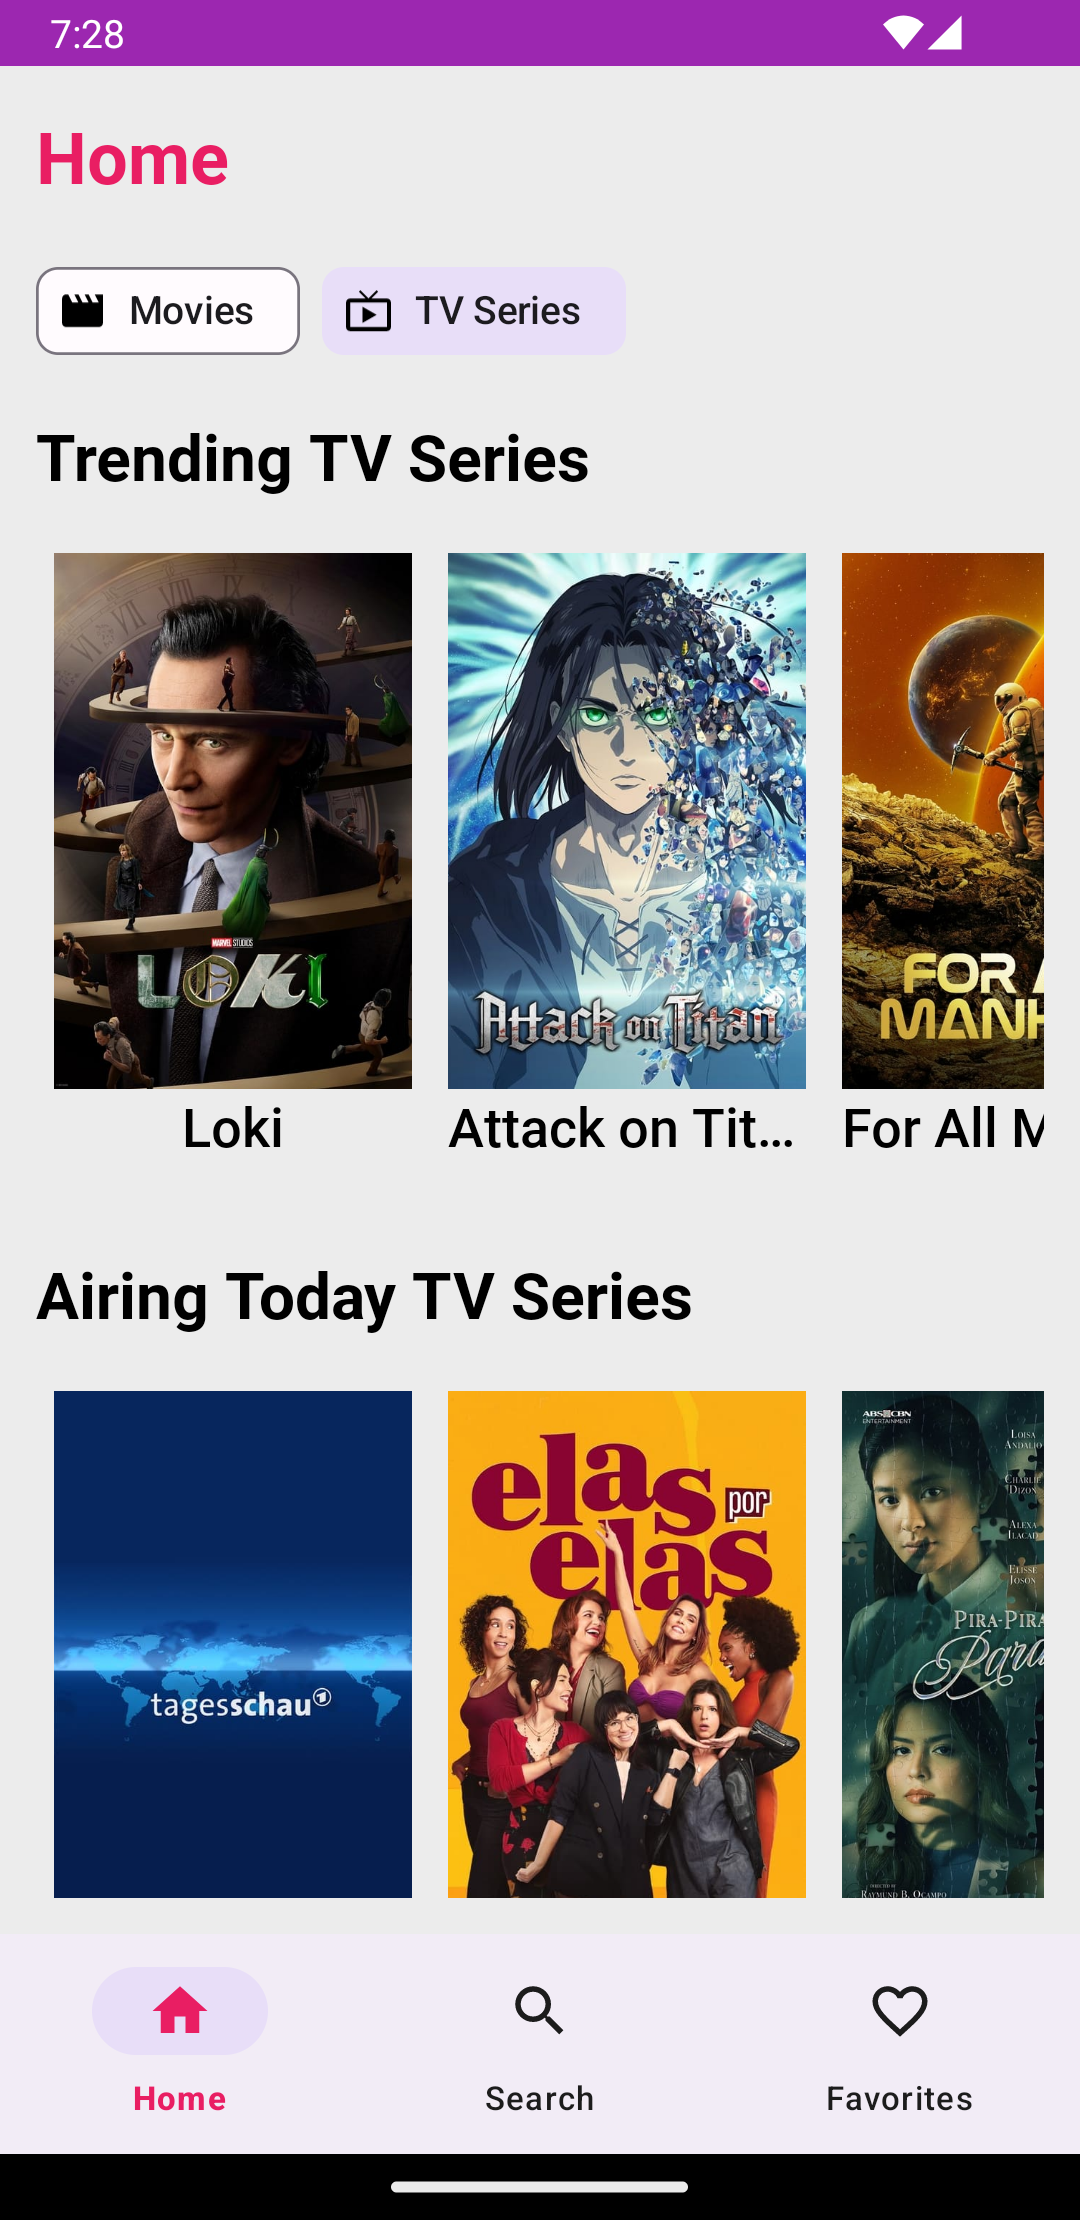 7:28
Home
Movies
TV Series
Trending TV Series
MARVEL STUDIOS
LOKI
Attack on Titan
FOR A
MANK
Loki
Attack on Tit...
For All M
Airing Today TV Series
tagesschau
elas por
elas
ABS-CBN
ENTERTAINMENT
LOISA
ANDALIO
CHARLIE
DIZON
ALEXA
ILACAD
ELISSE
JOSON
PIRA-PIRA
Para
DIRECTED BY
RAYMUND B. OCAMPO
Home
Search
Favorites